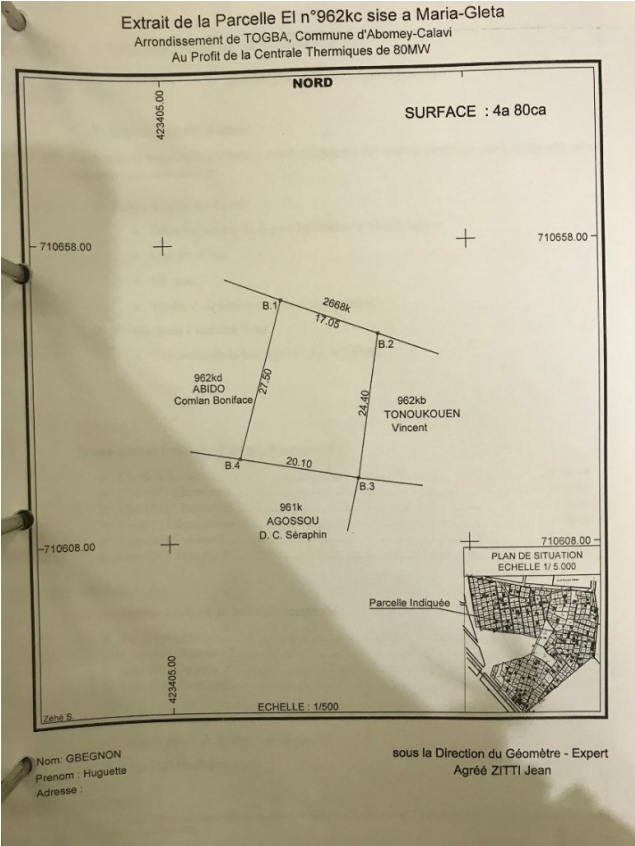 Extrait de la Parcelle El n°962kc sise a Maria-Gleta
Arrondissement de TOGBA, Commune d'Abomey-Calavi
Au Profit de la Centrale Thermiques de 80MW
NORD
423405.00
SURFACE : 4a 80ca
710658.00
710658.00
B.1
2668k
17.05
B.2
962kd
ABIDO
Comlan Boniface
27.50
24.40
962kb
TONOUKOUEN
Vincent
B.4
20.10
B.3
961k
AGOSSOU
D. C. Séraphin
710608.00
710608.00
PLAN DE SITUATION
ECHELLE 1/ 5.000
Parcelle Indiquée
423405.00
ECHELLE : 1/500
Zéhé S.
Nom: GBEGNON
Prenom : Huguette
Adresse :
sous la Direction du Géomètre - Expert
Agréé ZITTI Jean